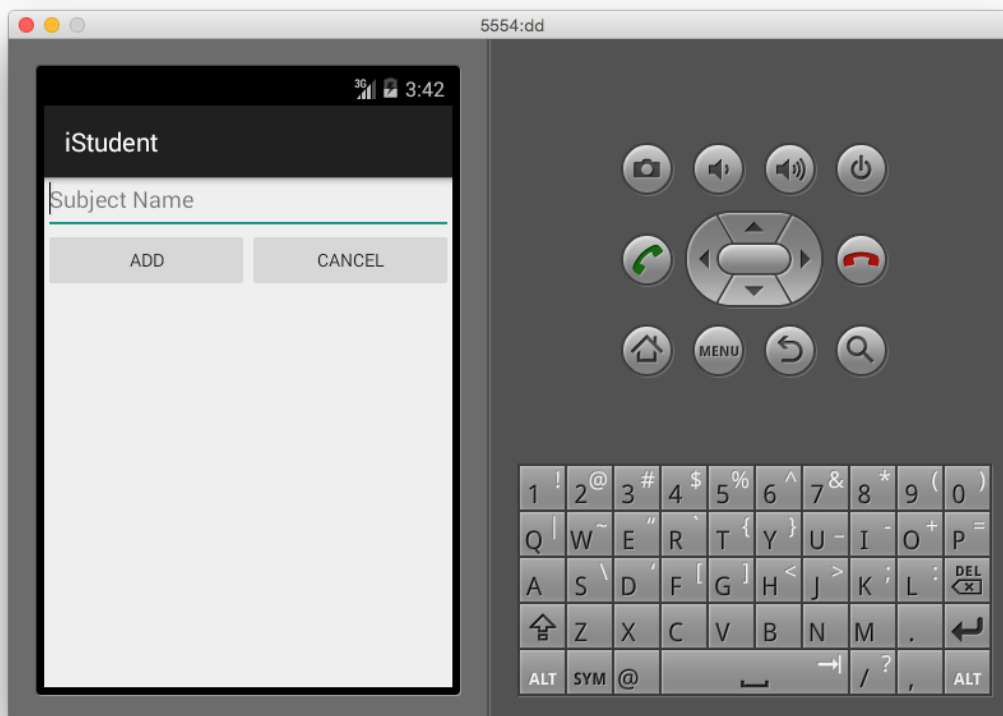 5554:dd
3G 3:42
iStudent
Subject Name
ADD CANCEL
MENU
1 ! 2 @ 3 # 4 $ 5 % 6 ^ 7 & 8 * 9 ( 0 )
Q | W ~ E “ R ` T { Y } U _ I - O + P =
A S \ D ‘ F [ G ] H < J > K ; L : DEL
Z X C V B N M .
ALT SYM @ / ? , ALT